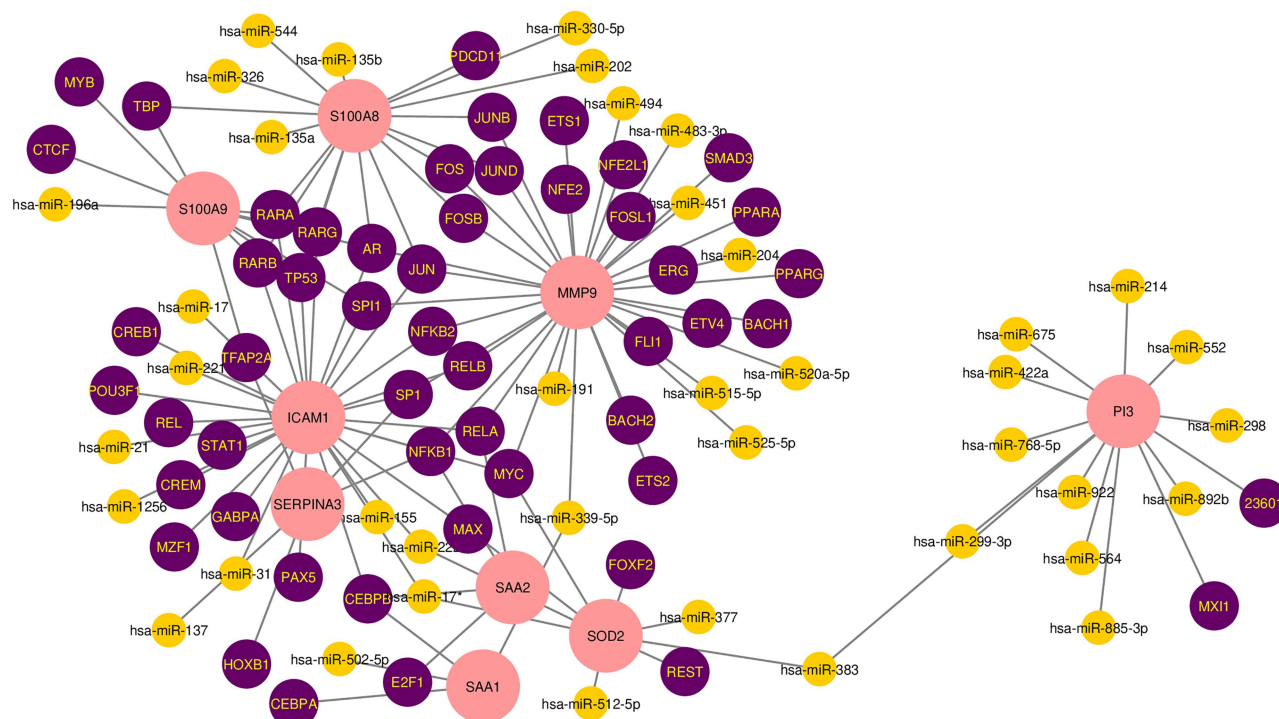 hsa-miR-544
hsa-miR-330-5p
hsa-miR-135b
PDCD11
hsa-miR-202
hsa-miR-326
MYB
TBP
S100A8
JUNB
ETS1
hsa-miR-494
hsa-miR-483-3p
hsa-miR-135a
CTCF
FOS
JUND
NFE2L1
SMAD3
NFE2
hsa-miR-196a
S100A9
RARA
RARG
FOSB
FOSL1
hsa-miR-451
PPARA
AR
RARB
TP53
JUN
ERG
hsa-miR-204
PPARG
MMP9
hsa-miR-214
SPI1
hsa-miR-17
CREB1
NFKB2
ETV4
BACH1
FLI1
hsa-miR-675
hsa-miR-552
TFAP2A
hsa-miR-221
RELB
hsa-miR-520a-5p
hsa-miR-422a
POU3F1
SP1
hsa-miR-191
hsa-miR-515-5p
ICAM1
PI3
REL
BACH2
RELA
hsa-miR-298
STAT1
hsa-miR-21
hsa-miR-525-5p
hsa-miR-768-5p
NFKB1
MYC
CREM
ETS2
hsa-miR-922
hsa-miR-892b
hsa-miR-1256
SERPINA3
23601
GABPA
hsa-miR-155
hsa-miR-339-5p
MAX
MZF1
hsa-miR-299-3p
hsa-miR-564
FOXF2
hsa-miR-31
PAX5
SAA2
CEBPB
hsa-miR-17*
MXI1
hsa-miR-377
hsa-miR-137
SOD2
hsa-miR-885-3p
HOXB1
hsa-miR-502-5p
REST
hsa-miR-383
E2F1
SAA1
CEBPA
hsa-miR-512-5p